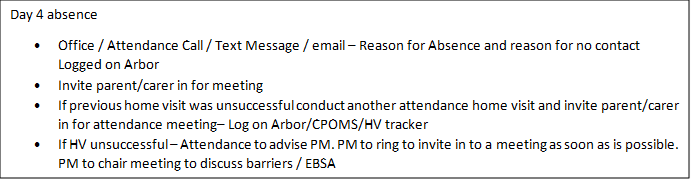 Day 4 absence
• Office / Attendance Call / Text Message / email – Reason for Absence and reason for no contact
Logged on Arbor
• Invite parent/carer in for meeting
• If previous home visit was unsuccessful conduct another attendance home visit and invite parent/carer
in for attendance meeting– Log on Arbor/CPOMS/HV tracker
• If HV unsuccessful – Attendance to advise PM. PM to ring to invite in to a meeting as soon as is possible.
PM to chair meeting to discuss barriers / EBSA